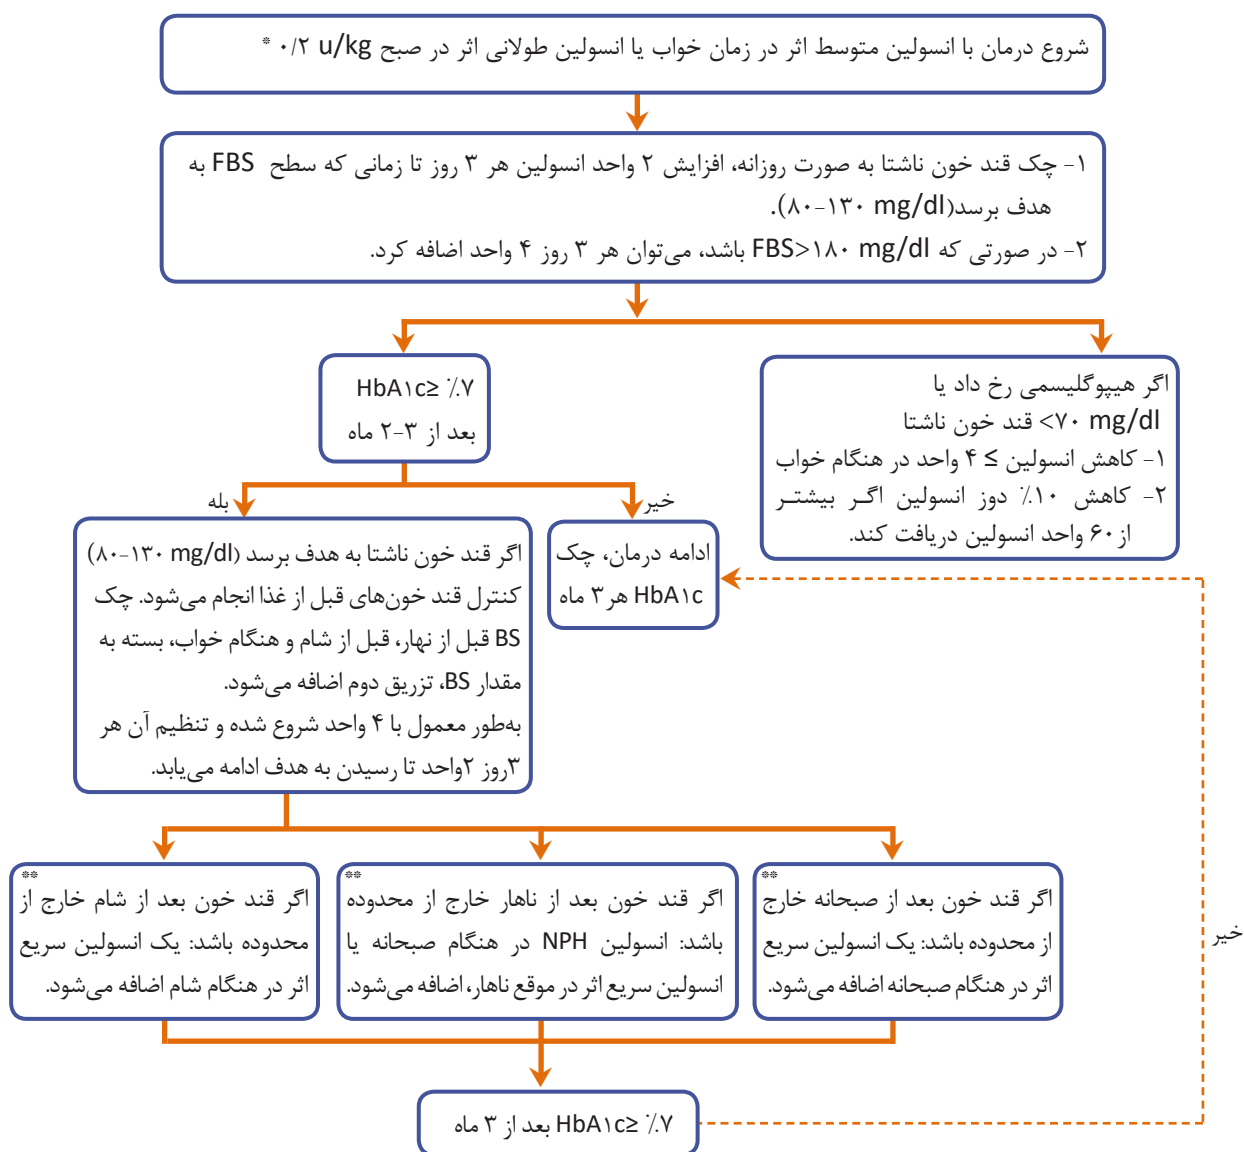 شروع درمان با انسولین متوسط اثر در زمان خواب یا انسولین طولانی اثر در صبح ۰/۲ u/kg *
۱- چک قند خون ناشتا به صورت روزانه، افزایش ۲ واحد انسولین هر ۳ روز تا زمانی که سطح FBS به
هدف برسد(۸۰-۱۳۰ mg/dl).
۲- در صورتی که FBS>۱۸۰ mg/dl باشد، می‌توان هر ۳ روز ۴ واحد اضافه کرد.
اگر هیپوگلیسمی رخ داد یا
<۷۰ mg/dl قند خون ناشتا
۱- کاهش انسولین ≥ ۴ واحد در هنگام خواب
۲- کاهش ۱۰٪ دوز انسولین اگر بیشتر
از ۶۰ واحد انسولین دریافت کند.
HbA۱c≥ ٪۷
بعد از ۳-۲ ماه
خیر
بله
ادامه درمان، چک
HbA۱c هر ۳ ماه
اگر قند خون ناشتا به هدف برسد (۸۰-۱۳۰ mg/dl)
کنترل قند خون‌های قبل از غذا انجام می‌شود. چک
BS قبل از نهار، قبل از شام و هنگام خواب، بسته به
مقدار BS، تزریق دوم اضافه می‌شود.
به‌طور معمول با ۴ واحد شروع شده و تنظیم آن هر
۳روز ۲واحد تا رسیدن به هدف ادامه می‌یابد.
**
اگر قند خون بعد از صبحانه خارج
از محدوده باشد: یک انسولین سریع
اثر در هنگام صبحانه اضافه می‌شود.
**
اگر قند خون بعد از ناهار خارج از محدوده
باشد: انسولین NPH در هنگام صبحانه یا
انسولین سریع اثر در موقع ناهار، اضافه می‌شود.
**
اگر قند خون بعد از شام خارج از
محدوده باشد: یک انسولین سریع
اثر در هنگام شام اضافه می‌شود.
خیر
HbA۱c≥ ٪۷ بعد از ۳ ماه